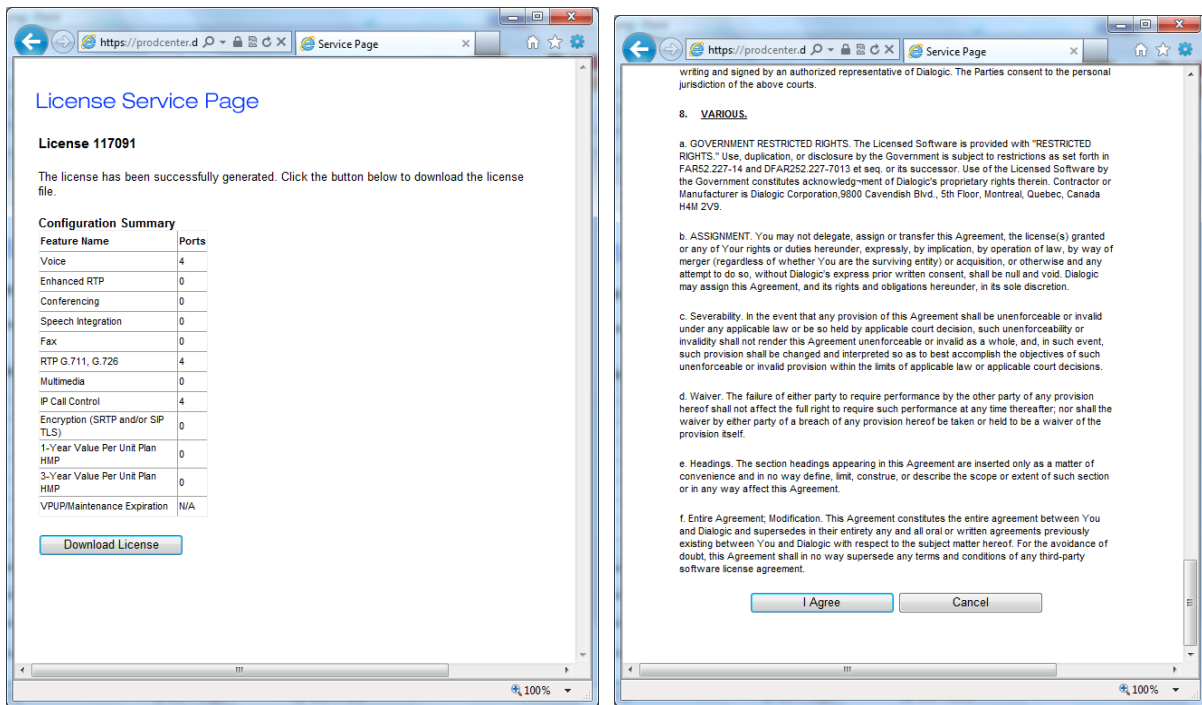 https://prodcenter.d
Service Page
License Service Page
License 117091
The license has been successfully generated. Click the button below to download the license
file.
Configuration Summary
Feature Name Ports
Voice 4
Enhanced RTP 0
Conferencing 0
Speech Integration 0
Fax 0
RTP G.711, G.726 4
Multimedia 0
IP Call Control 4
Encryption (SRTP and/or SIP
TLS) 0
1-Year Value Per Unit Plan
HMP 0
3-Year Value Per Unit Plan
HMP 0
VPUP/Maintenance Expiration N/A
Download License
100%
https://prodcenter.d
Service Page
writing and signed by an authorized representative of Dialogic. The Parties consent to the personal
jurisdiction of the above courts.
8. VARIOUS.
a. GOVERNMENT RESTRICTED RIGHTS. The Licensed Software is provided with "RESTRICTED
RIGHTS." Use, duplication, or disclosure by the Government is subject to restrictions as set forth in
FAR52.227-14 and DFAR252.227-7013 et seq. or its successor. Use of the Licensed Software by
the Government constitutes acknowledg¬ment of Dialogic's proprietary rights therein. Contractor or
Manufacturer is Dialogic Corporation,9800 Cavendish Blvd., 5th Floor, Montreal, Quebec, Canada
H4M 2V9.
b. ASSIGNMENT. You may not delegate, assign or transfer this Agreement, the license(s) granted
or any of Your rights or duties hereunder, expressly, by implication, by operation of law, by way of
merger (regardless of whether You are the surviving entity) or acquisition, or otherwise and any
attempt to do so, without Dialogic's express prior written consent, shall be null and void. Dialogic
may assign this Agreement, and its rights and obligations hereunder, in its sole discretion.
c. Severability. In the event that any provision of this Agreement shall be unenforceable or invalid
under any applicable law or be so held by applicable court decision, such unenforceability or
invalidity shall not render this Agreement unenforceable or invalid as a whole, and, in such event,
such provision shall be changed and interpreted so as to best accomplish the objectives of such
unenforceable or invalid provision within the limits of applicable law or applicable court decisions.
d. Waiver. The failure of either party to require performance by the other party of any provision
hereof shall not affect the full right to require such performance at any time thereafter; nor shall the
waiver by either party of a breach of any provision hereof be taken or held to be a waiver of the
provision itself.
e. Headings. The section headings appearing in this Agreement are inserted only as a matter of
convenience and in no way define, limit, construe, or describe the scope or extent of such section
or in any way affect this Agreement.
f. Entire Agreement; Modification. This Agreement constitutes the entire agreement between You
and Dialogic and supersedes in their entirety any and all oral or written agreements previously
existing between You and Dialogic with respect to the subject matter hereof. For the avoidance of
doubt, this Agreement shall in no way supersede any terms and conditions of any third-party
software license agreement.
I Agree Cancel
100%